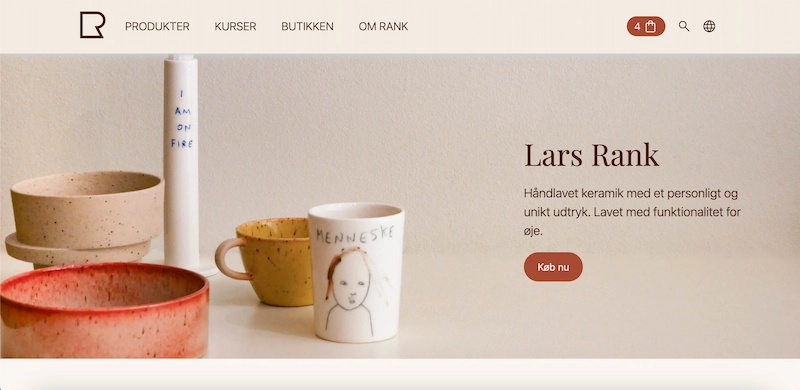 PRODUKTER KURSER BUTIKKEN OM RANK 4
I
AM
ON
FIRE
MENNESKE
Lars Rank
Håndlavet keramik med et personligt og
unikt udtryk. Lavet med funktionalitet for
øje.
Køb nu